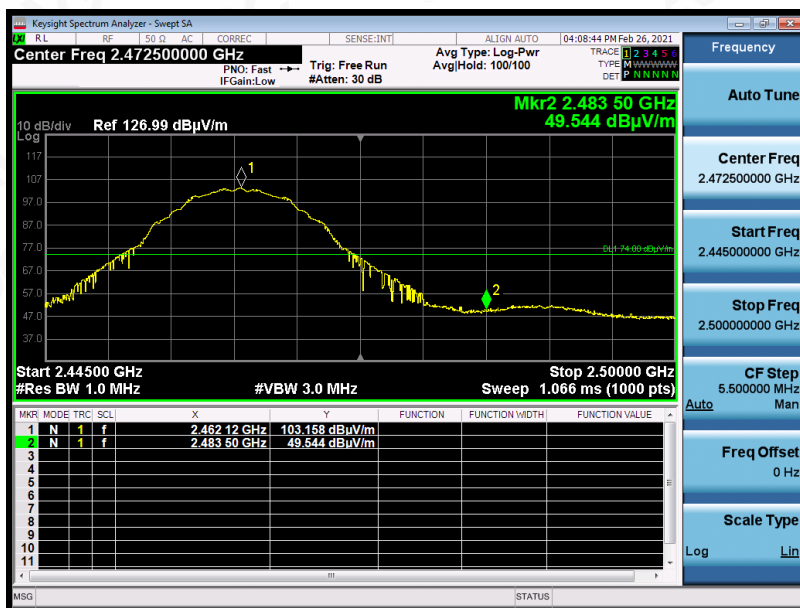 Keysight Spectrum Analyzer - Swept SA
LXI RL RF 50 Ω AC CORREC SENSE:INT ALIGN AUTO 04:08:44 PM Feb 26, 2021
Center Freq 2.472500000 GHz
PNO: Fast
IFGain:Low
Trig: Free Run
#Atten: 30 dB
Avg Type: Log-Pwr
Avg|Hold: 100/100
TRACE 1 2 3 4 5 6
TYPE M W W W W W
DET P N N N N N
Mkr2 2.483 50 GHz
49.544 dBµV/m
10 dB/div Ref 126.99 dBµV/m
Log
117
107
97.0
87.0
77.0
67.0
57.0
47.0
37.0
1
DL1 74.00 dBµV/m
2
Start 2.44500 GHz Stop 2.50000 GHz
#Res BW 1.0 MHz #VBW 3.0 MHz Sweep 1.066 ms (1000 pts)
MKR MODE TRC SCL X Y FUNCTION FUNCTION WIDTH FUNCTION VALUE
1 N 1 f 2.462 12 GHz 103.158 dBµV/m
2 N 1 f 2.483 50 GHz 49.544 dBµV/m
3
4
5
6
7
8
9
10
11
MSG STATUS
Frequency
Auto Tune
Center Freq
2.472500000 GHz
Start Freq
2.445000000 GHz
Stop Freq
2.500000000 GHz
CF Step
5.500000 MHz
Auto Man
Freq Offset
0 Hz
Scale Type
Log Lin